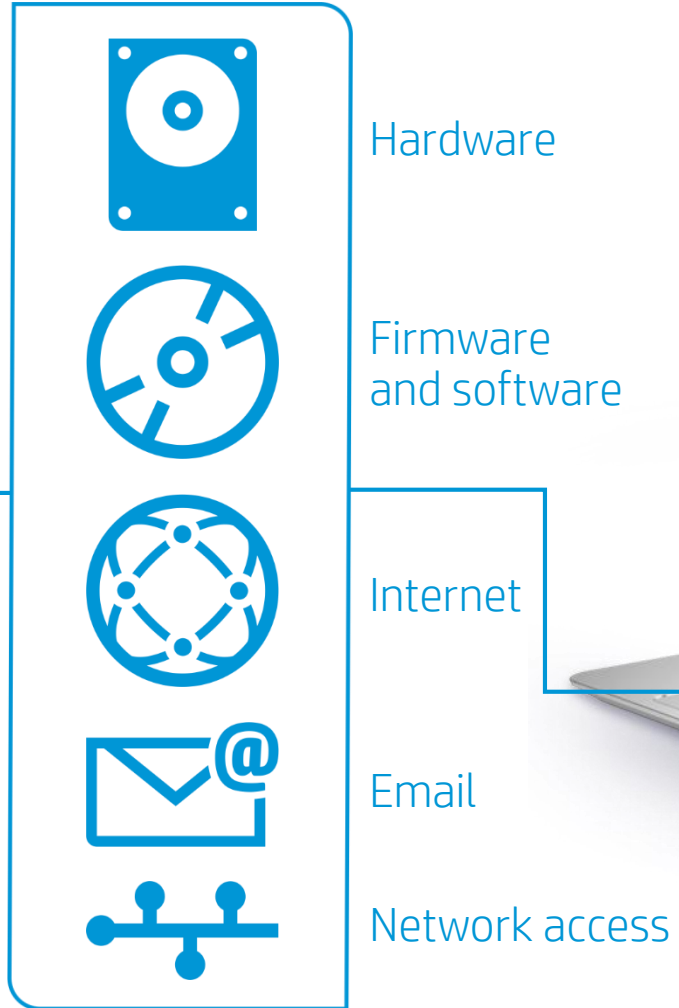 Hardware
Firmware
and software
Internet
@
Email
Network access